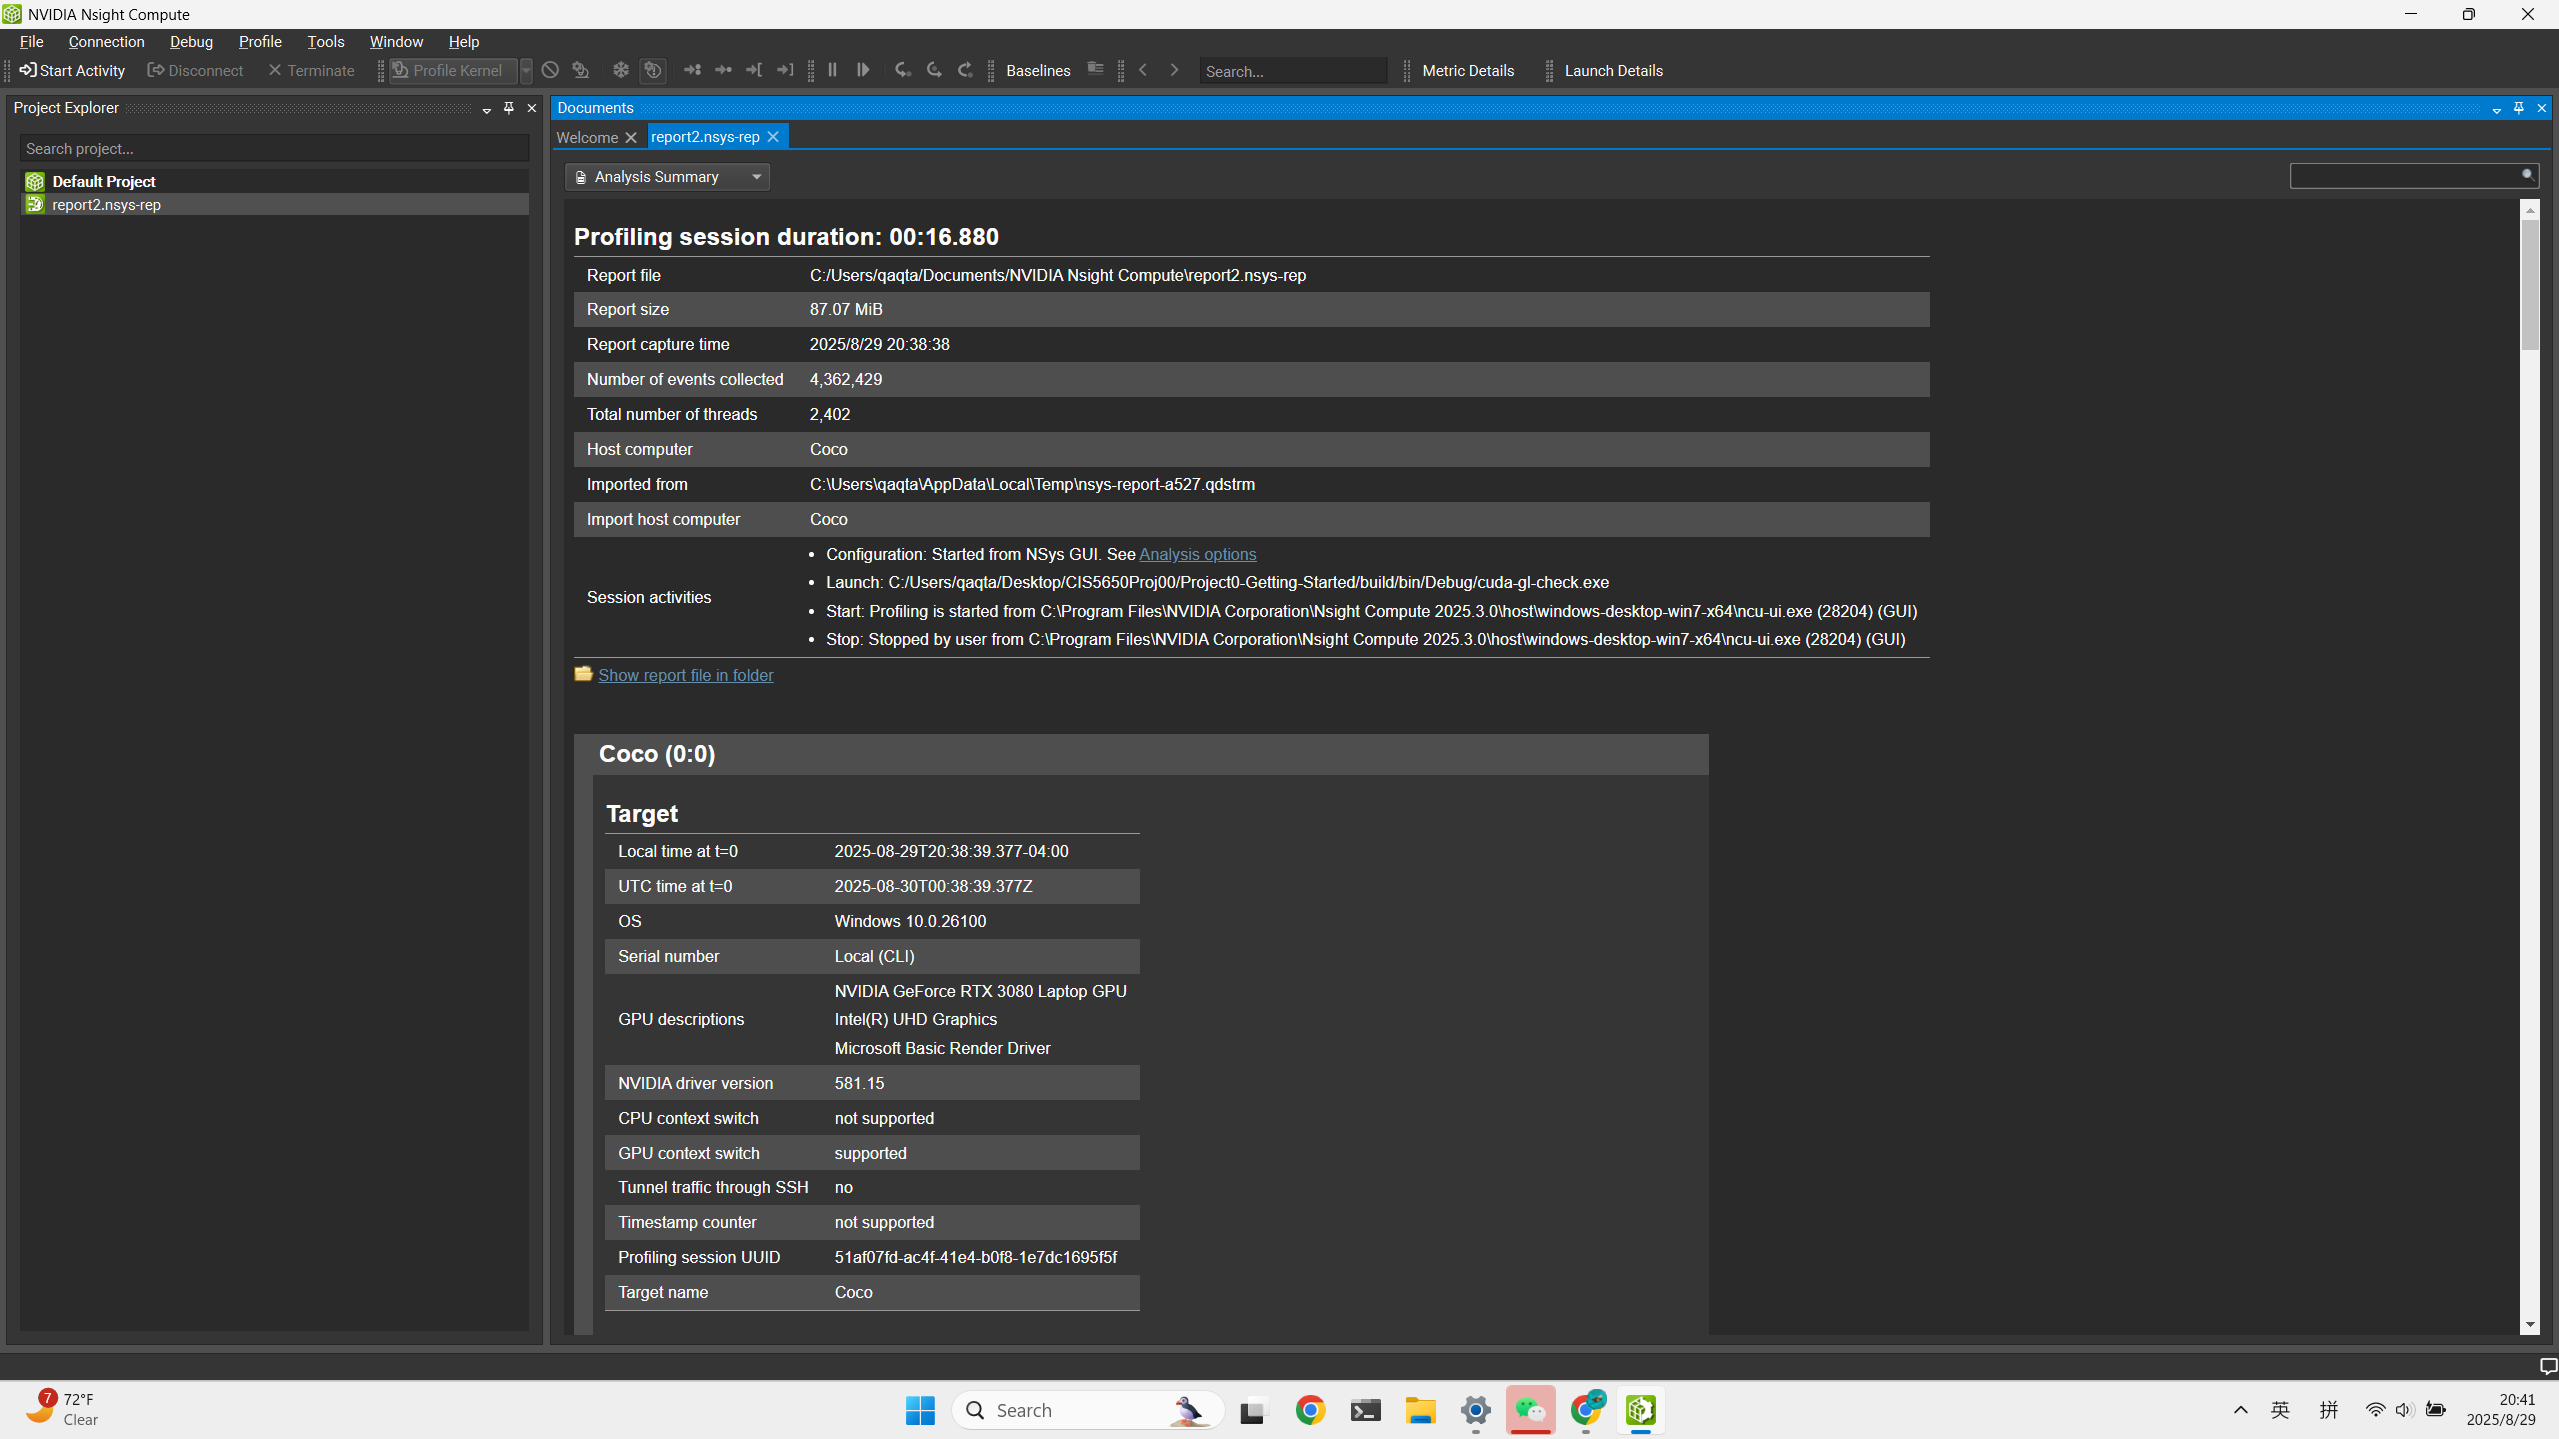 NVIDIA Nsight Compute
File Connection Debug Profile Tools Window Help
Start Activity Disconnect Terminate Profile Kernel Baselines Search... Metric Details Launch Details
Project Explorer
Search project...
Default Project
report2.nsys-rep
Documents
Welcome report2.nsys-rep
Analysis Summary
Profiling session duration: 00:16.880
Report file C:/Users/qaqta/Documents/NVIDIA Nsight Compute\report2.nsys-rep
Report size 87.07 MiB
Report capture time 2025/8/29 20:38:38
Number of events collected 4,362,429
Total number of threads 2,402
Host computer Coco
Imported from C:\Users\qaqta\AppData\Local\Temp\nsys-report-a527.qdstrm
Import host computer Coco
Session activities
• Configuration: Started from NSys GUI. See Analysis options
• Launch: C:/Users/qaqta/Desktop/CIS5650Proj00/Project0-Getting-Started/build/bin/Debug/cuda-gl-check.exe
• Start: Profiling is started from C:\Program Files\NVIDIA Corporation\Nsight Compute 2025.3.0\host\windows-desktop-win7-x64\ncu-ui.exe (28204) (GUI)
• Stop: Stopped by user from C:\Program Files\NVIDIA Corporation\Nsight Compute 2025.3.0\host\windows-desktop-win7-x64\ncu-ui.exe (28204) (GUI)
Show report file in folder
Coco (0:0)
Target
Local time at t=0 2025-08-29T20:38:39.377-04:00
UTC time at t=0 2025-08-30T00:38:39.377Z
OS Windows 10.0.26100
Serial number Local (CLI)
GPU descriptions
NVIDIA GeForce RTX 3080 Laptop GPU
Intel(R) UHD Graphics
Microsoft Basic Render Driver
NVIDIA driver version 581.15
CPU context switch not supported
GPU context switch supported
Tunnel traffic through SSH no
Timestamp counter not supported
Profiling session UUID 51af07fd-ac4f-41e4-b0f8-1e7dc1695f5f
Target name Coco
7 72°F
Clear
Search
英 拼
20:41
2025/8/29